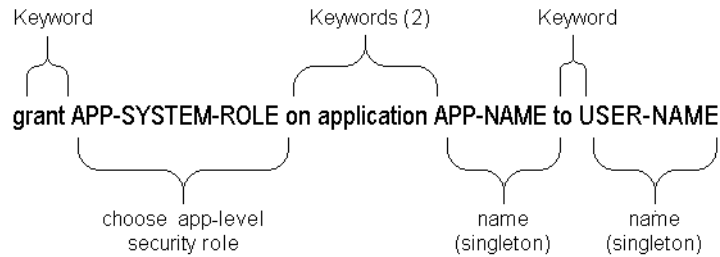 Keyword Keywords (2) Keyword
grant APP-SYSTEM-ROLE on application APP-NAME to USER-NAME
choose app-level name name
security role (singleton) (singleton)